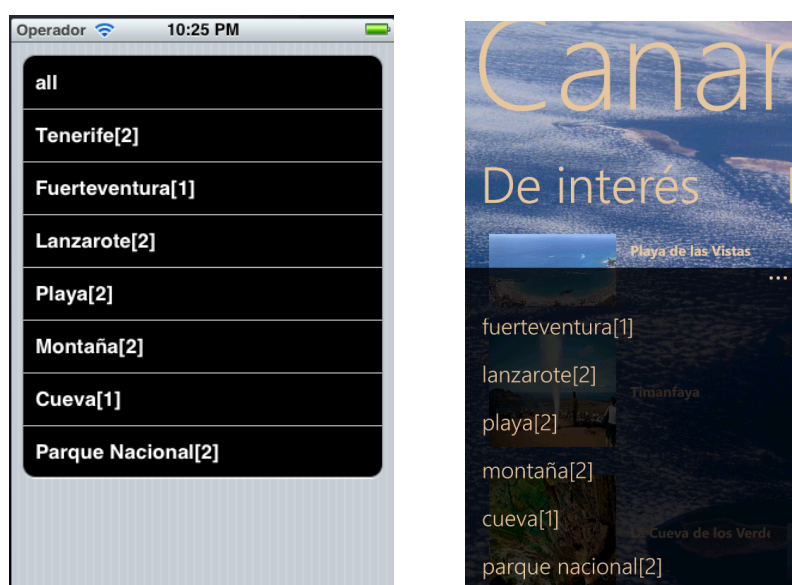 Operador 10:25 PM
all
Tenerife[2]
Fuerteventura[1]
Lanzarote[2]
Playa[2]
Montaña[2]
Cueva[1]
Parque Nacional[2]
De interés
Playa de las Vistas
...
fuerteventura[1]
lanzarote[2]
Timanfaya
playa[2]
montaña[2]
cueva[1]
La Cueva de los
parque nacional[2]